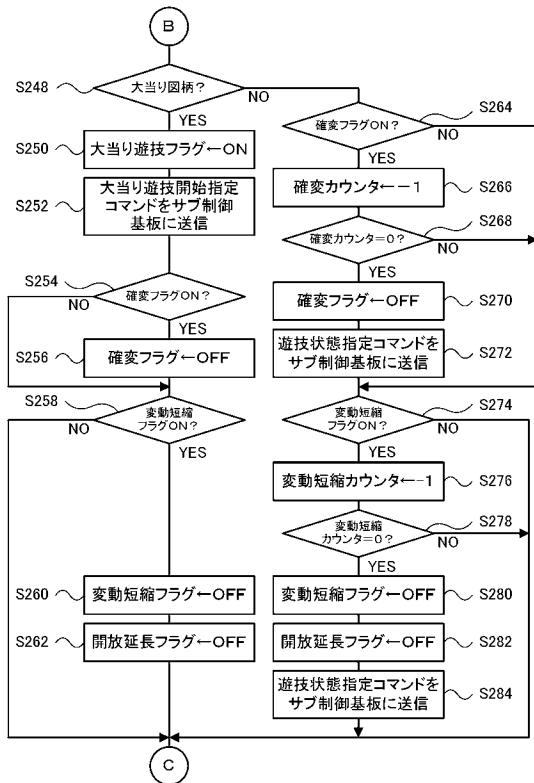 B
S248
大当り図柄?
NO
YES
S250
大当り遊技フラグ←ON
S252
大当り遊技開始指定
コマンドをサブ制御
基板に送信
S254
確変フラグON?
NO
YES
S256
確変フラグ←OFF
S258
変動短縮
フラグON?
NO
YES
S260
変動短縮フラグ←OFF
S262
開放延長フラグ←OFF
S264
確変フラグON?
NO
YES
確変カウンタ←-1
S266
S268
確変カウンタ=0?
NO
YES
確変フラグ←OFF
S270
遊技状態指定コマンドを
サブ制御基板に送信
S272
変動短縮
フラグON?
S274
NO
YES
変動短縮カウンタ←-1
S276
変動短縮
カウンタ=0?
S278
NO
YES
変動短縮フラグ←OFF
S280
開放延長フラグ←OFF
S282
遊技状態指定コマンドを
サブ制御基板に送信
S284
C